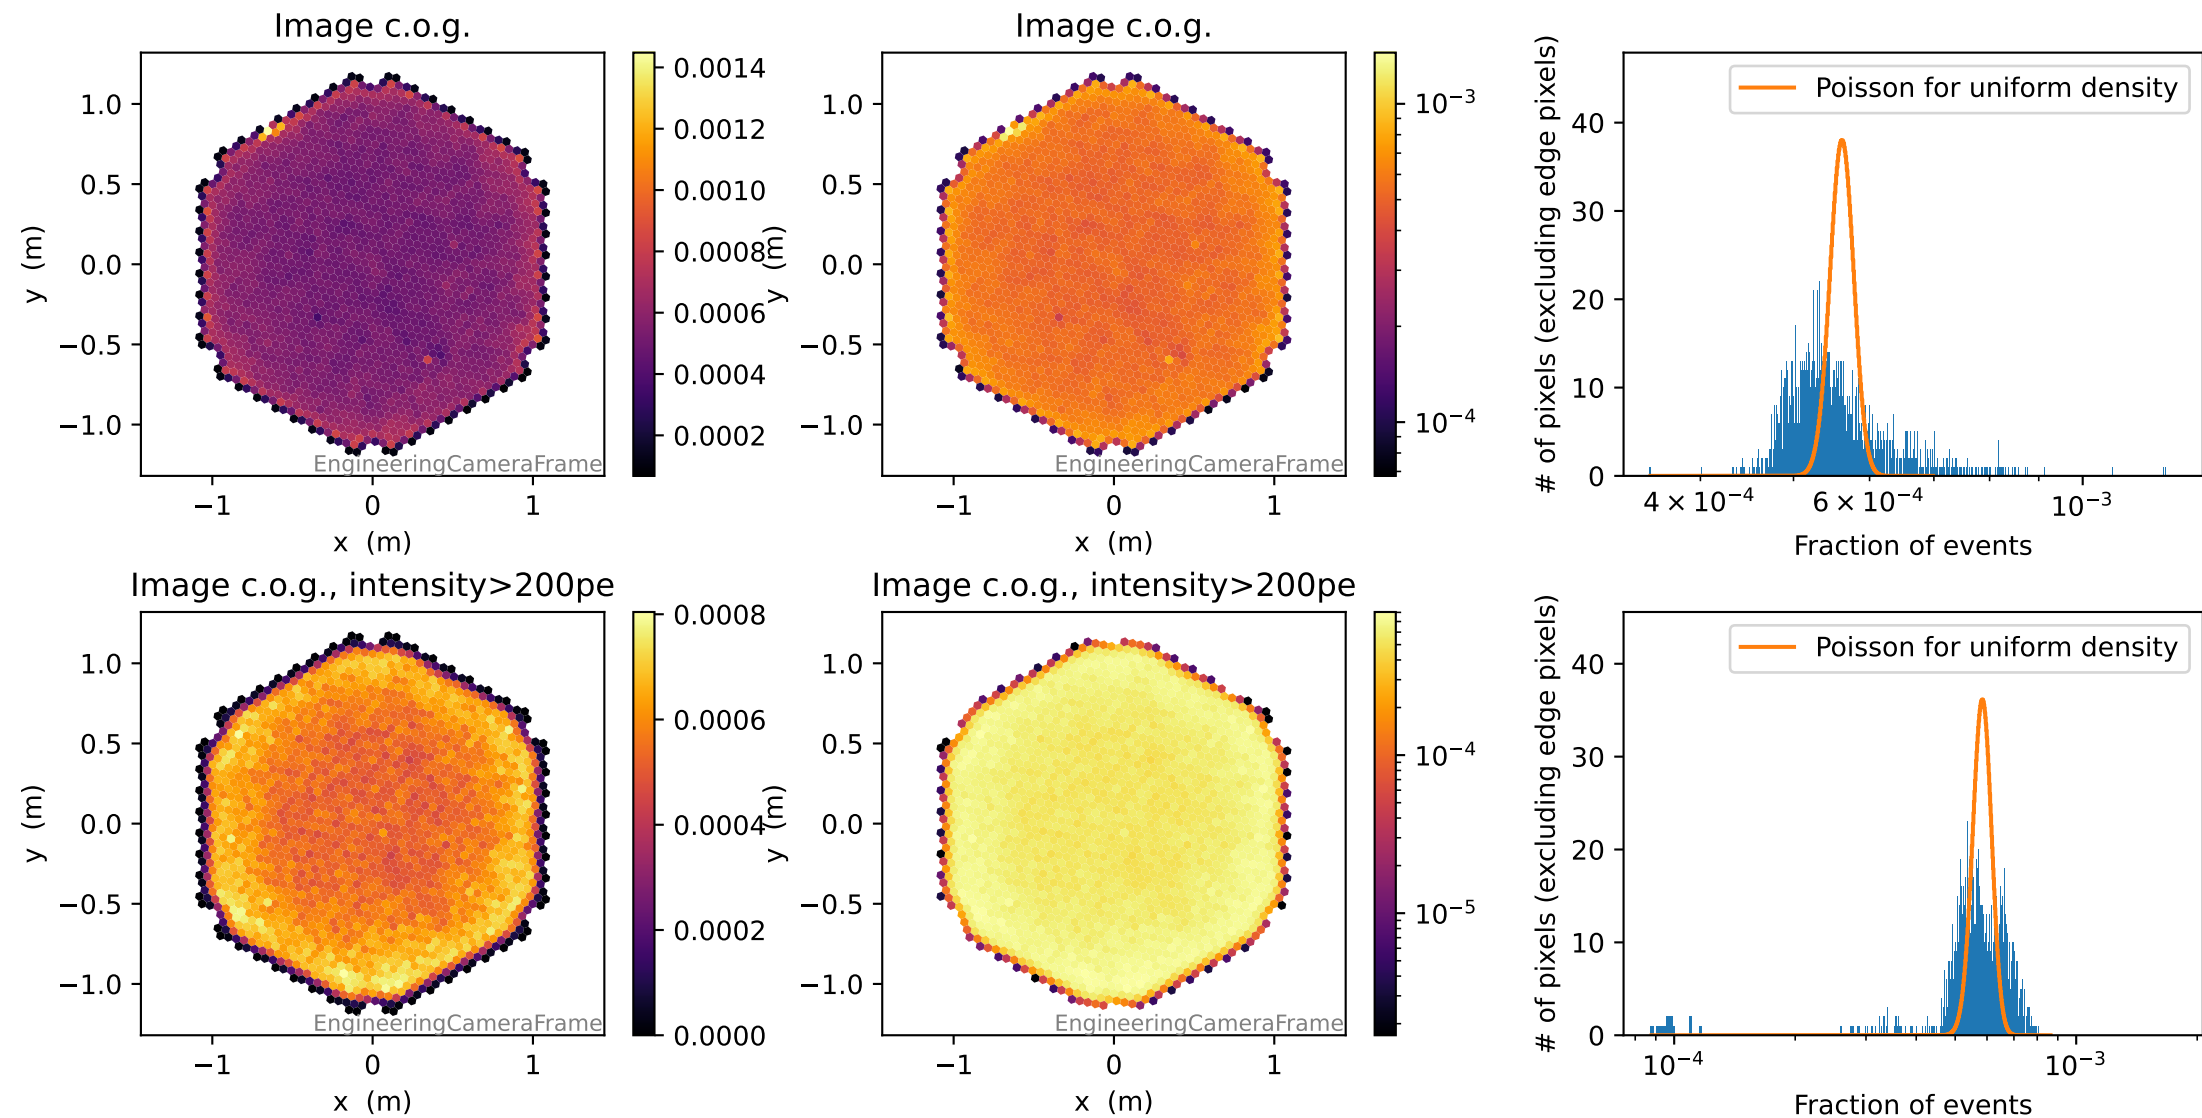 Image c.o.g.
1.0
0.5
0.0
−0.5
−1.0
y (m)
EngineeringCameraFrame
−1
0
1
x (m)
0.0014
0.0012
0.0010
0.0008
0.0006
0.0004
0.0002
Image c.o.g.
1.0
0.5
0.0
−0.5
−1.0
y (m)
EngineeringCameraFrame
−1
0
1
x (m)
10⁻³
10⁻⁴
Poisson for uniform density
# of pixels (excluding edge pixels)
40
30
20
10
0
4 × 10⁻⁴
6 × 10⁻⁴
10⁻³
Fraction of events
Image c.o.g., intensity>200pe
1.0
0.5
0.0
−0.5
−1.0
y (m)
EngineeringCameraFrame
−1
0
1
x (m)
0.0008
0.0006
0.0004
0.0002
0.0000
Image c.o.g., intensity>200pe
1.0
0.5
0.0
−0.5
−1.0
y (m)
EngineeringCameraFrame
−1
0
1
x (m)
10⁻⁴
10⁻⁵
Poisson for uniform density
# of pixels (excluding edge pixels)
40
30
20
10
0
10⁻⁴
10⁻³
Fraction of events